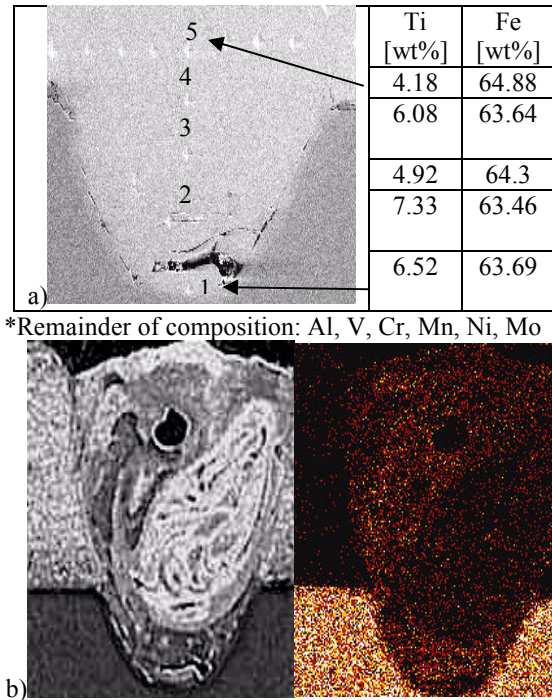 Ti Fe
[wt%] [wt%]
5
4.18 64.88
4
6.08 63.64
3
4.92 64.3
2
7.33 63.46
1
6.52 63.69
a)
*Remainder of composition: Al, V, Cr, Mn, Ni, Mo
b)